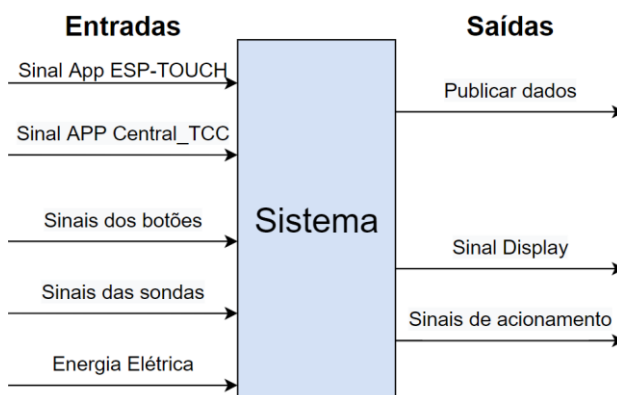 Entradas
Saídas
Sinal App ESP-TOUCH
Publicar dados
Sinal APP Central_TCC
Sistema
Sinais dos botões
Sinal Display
Sinais das sondas
Sinais de acionamento
Energia Elétrica